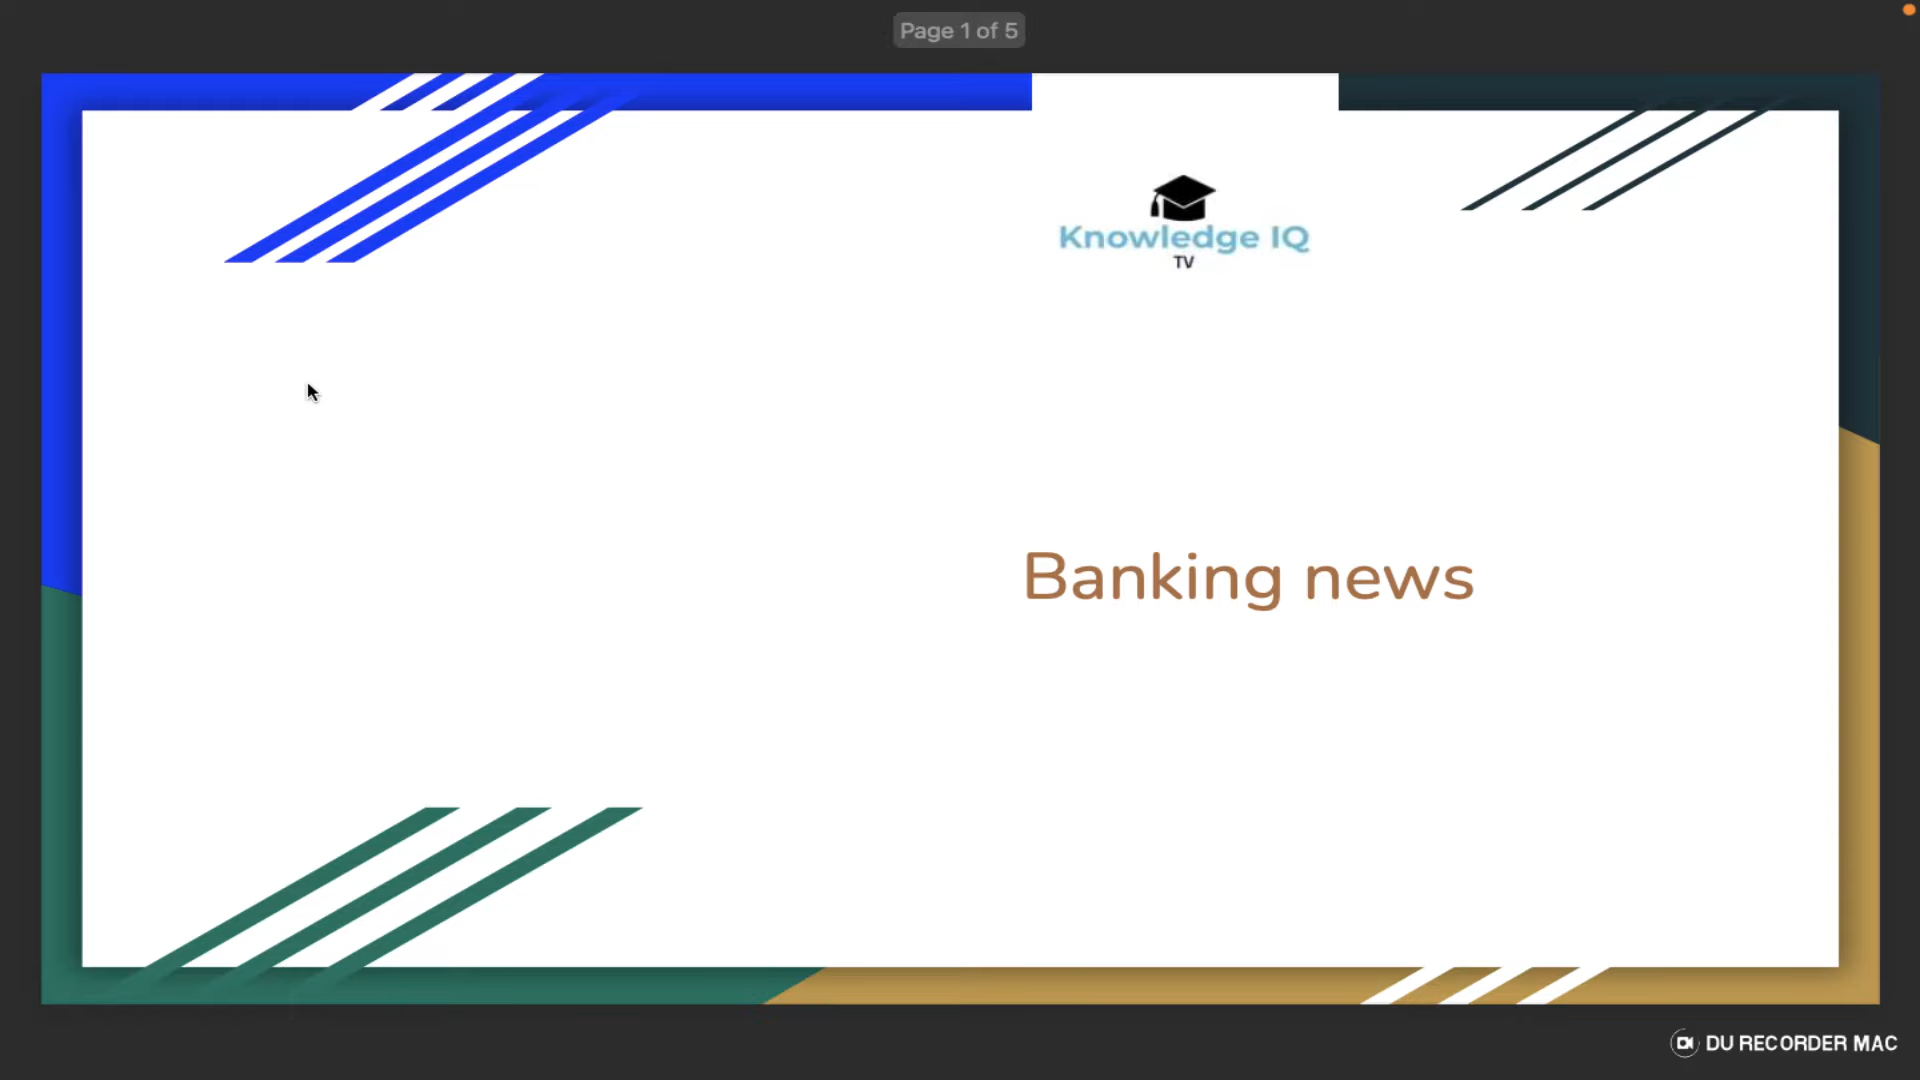 Page 1 of 5
Knowledge IQ
TV
Banking news
DU RECORDER MAC